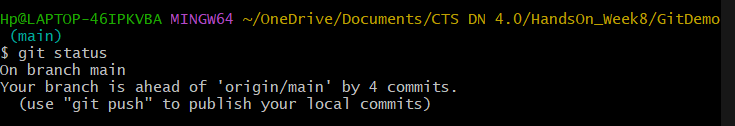 Hp@LAPTOP-46IPKVBA MINGW64 ~/OneDrive/Documents/CTS DN 4.0/HandsOn_Week8/GitDemo
 (main)
$ git status
On branch main
Your branch is ahead of 'origin/main' by 4 commits.
  (use "git push" to publish your local commits)